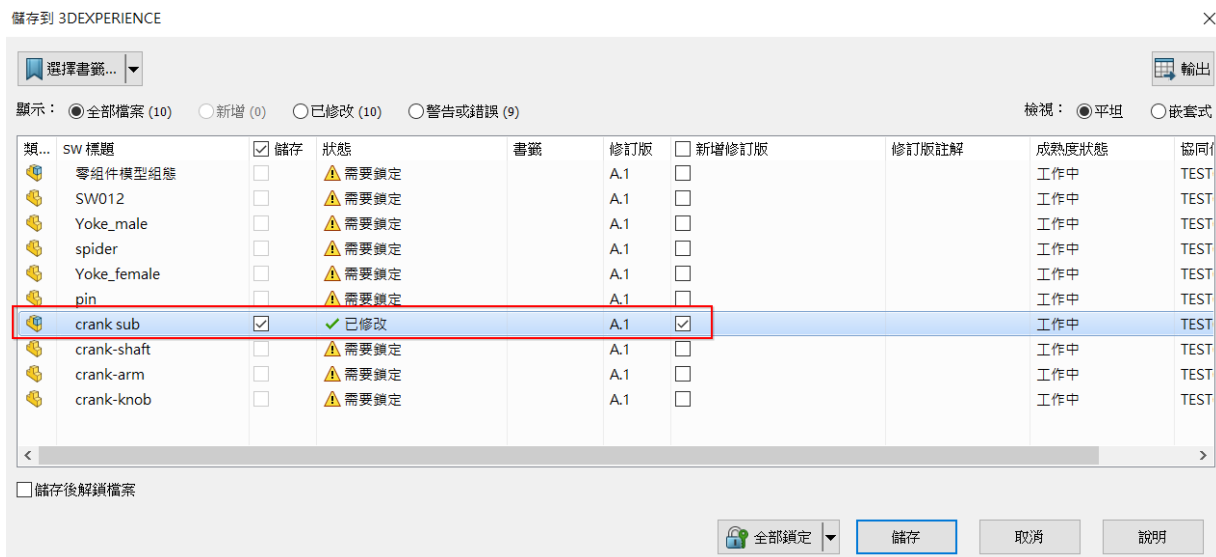 儲存到 3DEXPERIENCE
選擇書籤... 輸出
顯示： 全部檔案 (10) 新增 (0) 已修改 (10) 警告或錯誤 (9) 檢視： 平坦 嵌套式
類... SW 標題 儲存 狀態 書籤 修訂版 新增修訂版 修訂版註解 成熟度狀態 協同
零組件模型組態 需要鎖定 A.1 工作中 TEST
SW012 需要鎖定 A.1 工作中 TEST
Yoke_male 需要鎖定 A.1 工作中 TEST
spider 需要鎖定 A.1 工作中 TEST
Yoke_female 需要鎖定 A.1 工作中 TEST
pin 需要鎖定 A.1 工作中 TEST
crank sub 已修改 A.1 工作中 TEST
crank-shaft 需要鎖定 A.1 工作中 TEST
crank-arm 需要鎖定 A.1 工作中 TEST
crank-knob 需要鎖定 A.1 工作中 TEST
儲存後解鎖檔案
全部鎖定 儲存 取消 說明